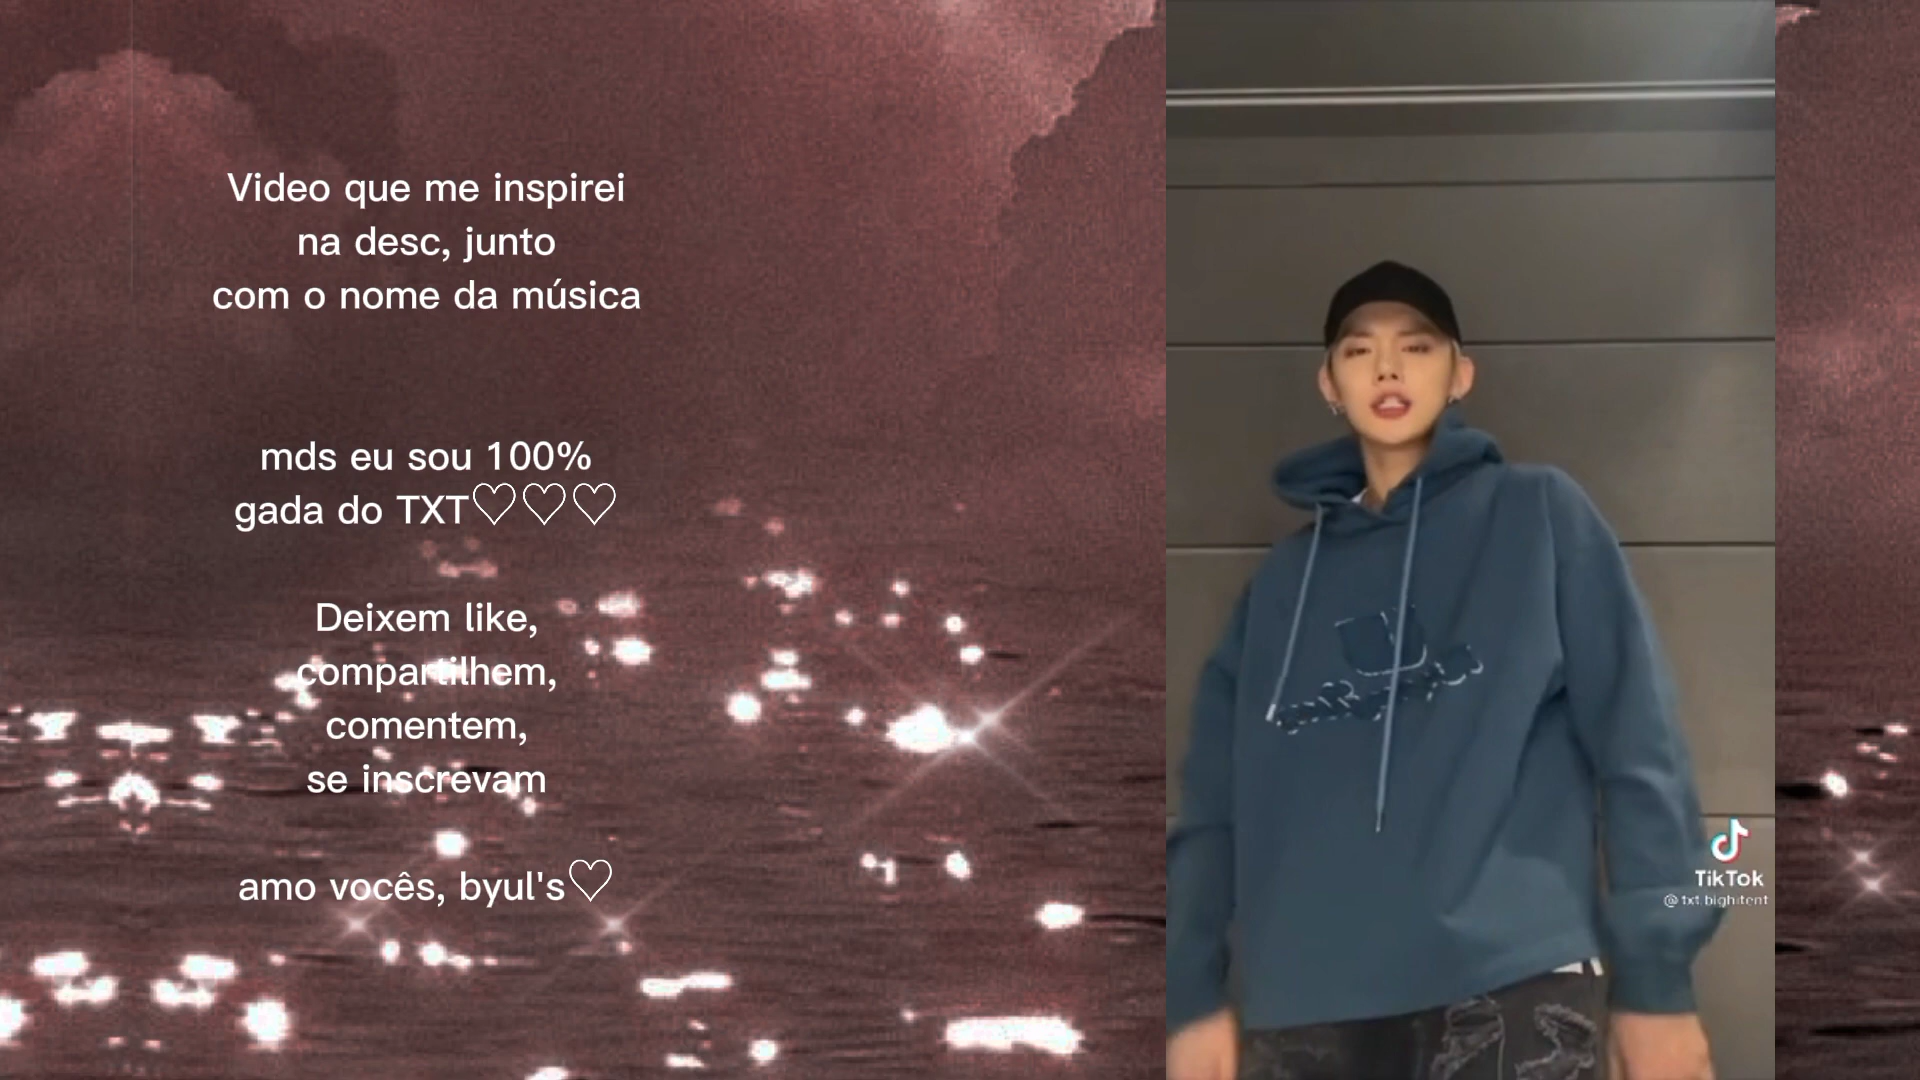 Video que me inspirei
na desc, junto
com o nome da música
mds eu sou 100%
gada do TXT♡♡♡
Deixem like,
compartilhem,
comentem,
se inscrevam
amo vocês, byul's♡
TikTok
@txt.bighitent